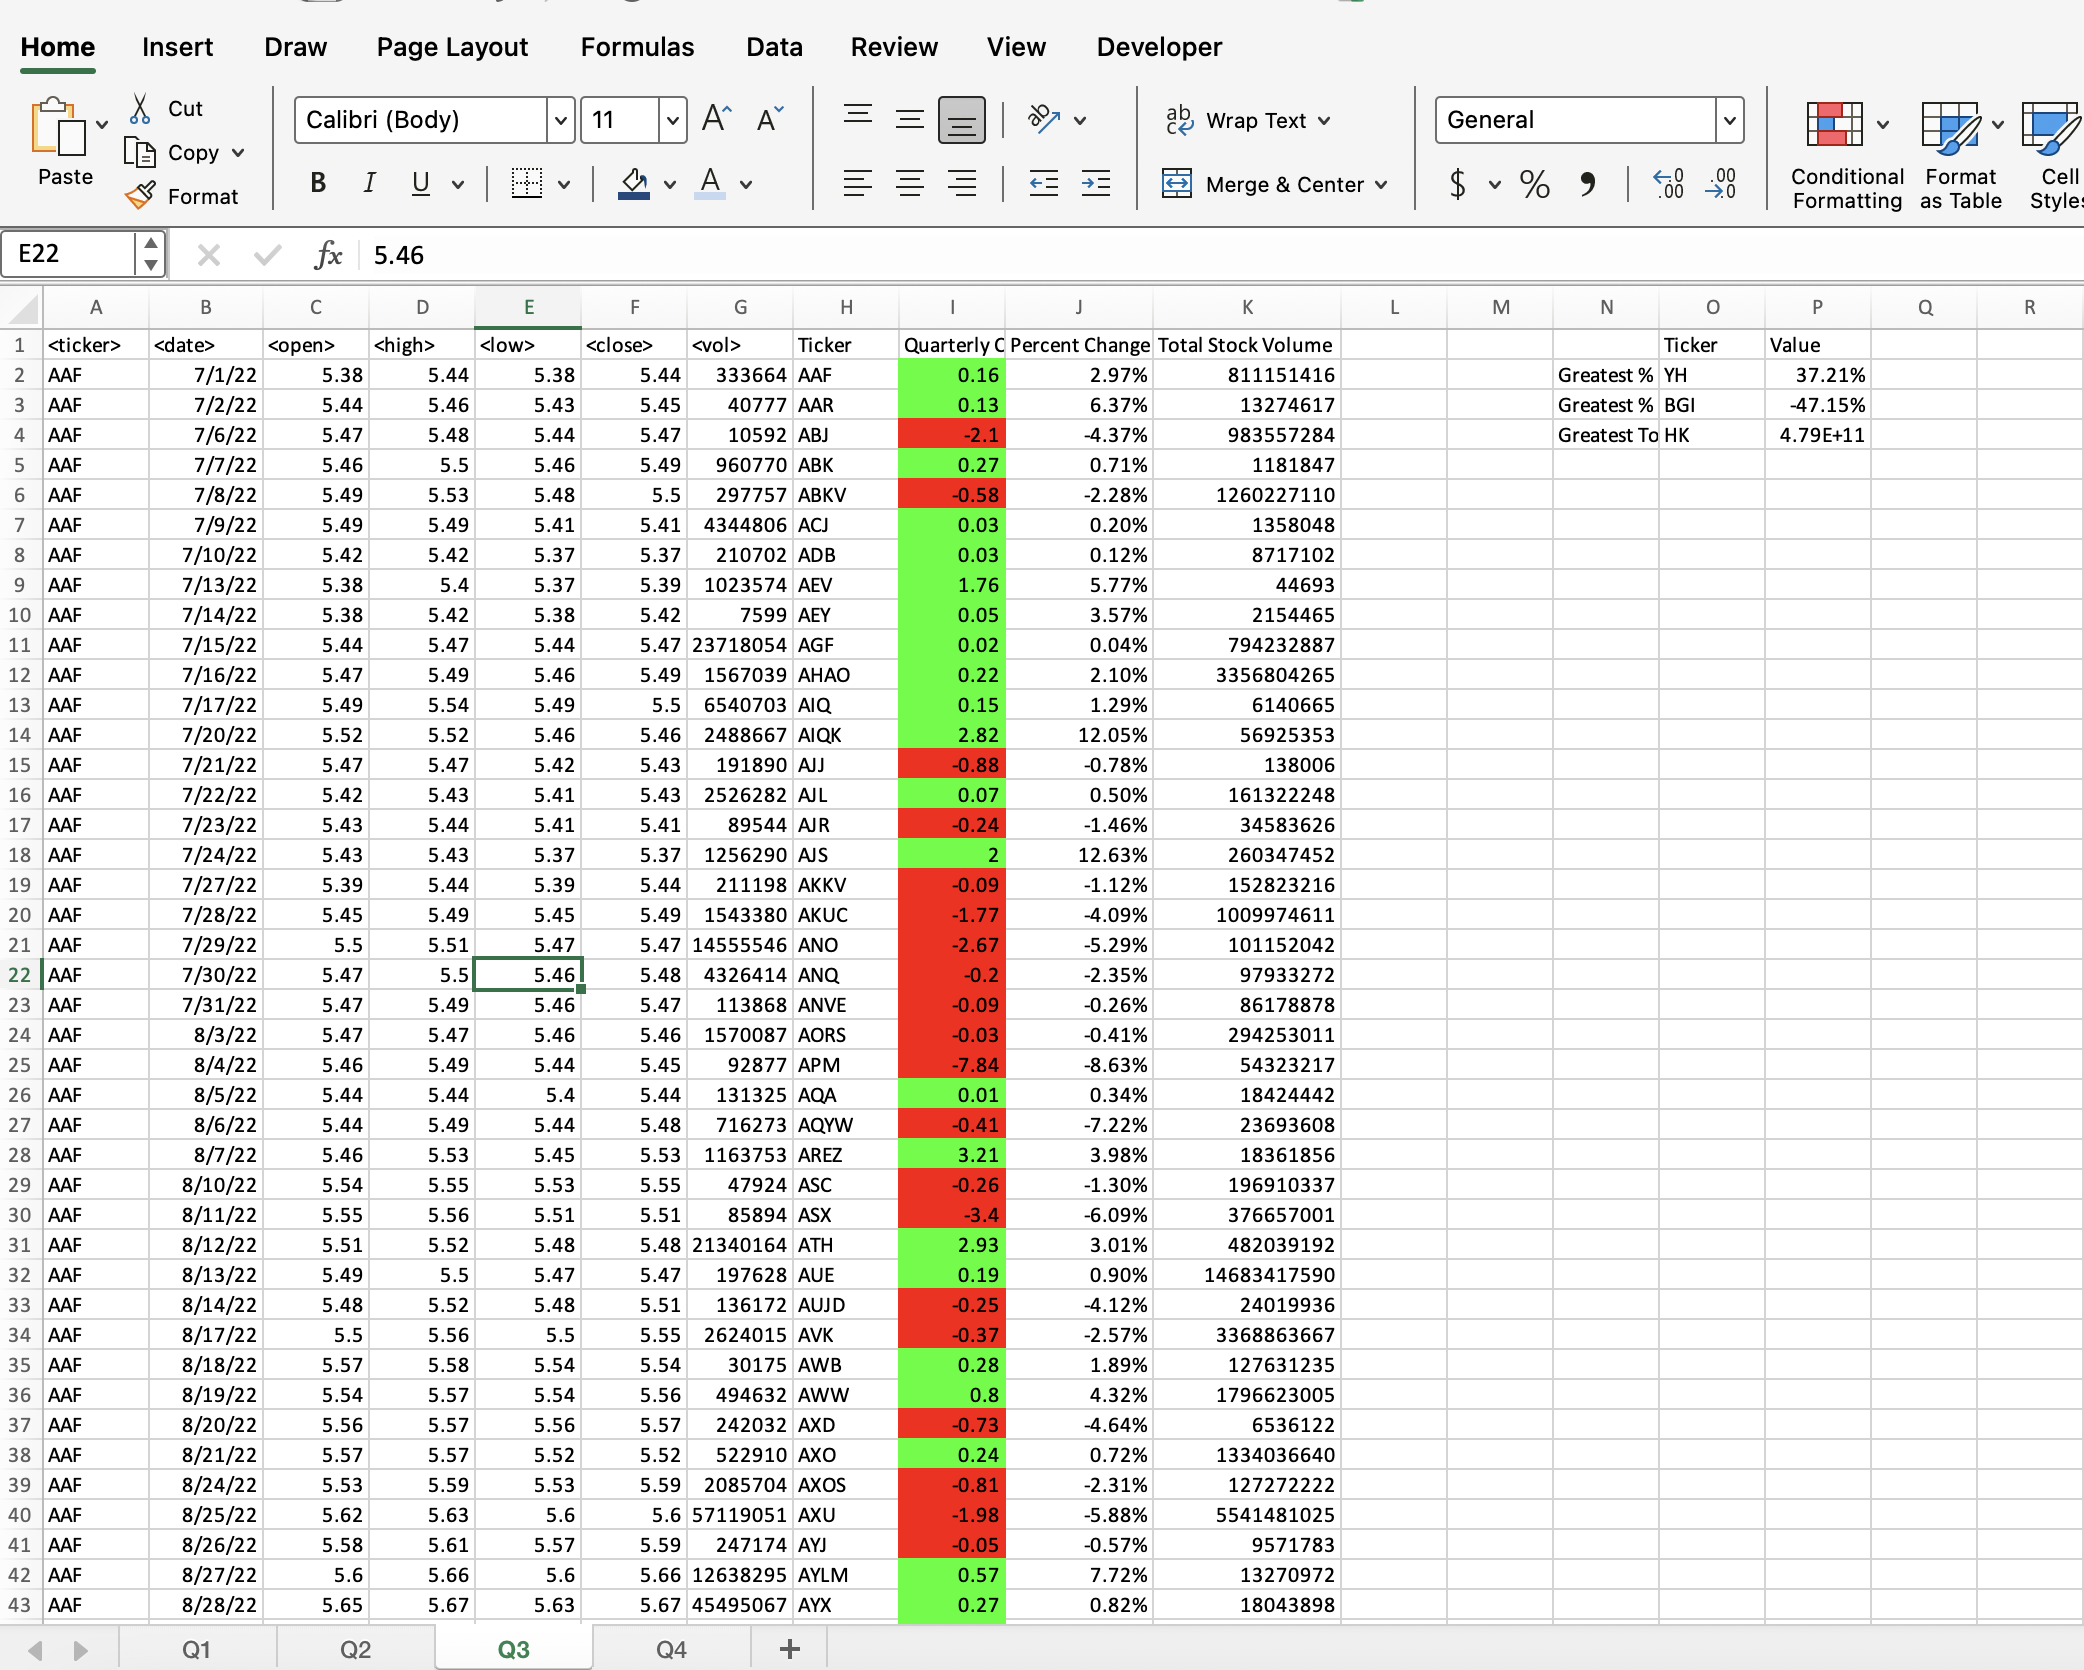 Home Insert Draw Page Layout Formulas Data Review View Developer
Paste Cut Copy Format
Calibri (Body) 11 A A
B I U A
ab Wrap Text
Merge & Center
General
$ % , .00 .00
Conditional Formatting Format as Table Cell Styles
E22 fx 5.46
A B C D E F G H I J K L M N O P Q R
1 <ticker> <date> <open> <high> <low> <close> <vol> Ticker Quarterly C Percent Change Total Stock Volume Ticker Value
2 AAF 7/1/22 5.38 5.44 5.38 5.44 333664 AAF 0.16 2.97% 811151416 Greatest % YH 37.21%
3 AAF 7/2/22 5.44 5.46 5.43 5.45 40777 AAR 0.13 6.37% 13274617 Greatest % BGI -47.15%
4 AAF 7/6/22 5.47 5.48 5.44 5.47 10592 ABJ -2.1 -4.37% 983557284 Greatest To HK 4.79E+11
5 AAF 7/7/22 5.46 5.5 5.46 5.49 960770 ABK 0.27 0.71% 1181847
6 AAF 7/8/22 5.49 5.53 5.48 5.5 297757 ABKV -0.58 -2.28% 1260227110
7 AAF 7/9/22 5.49 5.49 5.41 5.41 4344806 ACJ 0.03 0.20% 1358048
8 AAF 7/10/22 5.42 5.42 5.37 5.37 210702 ADB 0.03 0.12% 8717102
9 AAF 7/13/22 5.38 5.4 5.37 5.39 1023574 AEV 1.76 5.77% 44693
10 AAF 7/14/22 5.38 5.42 5.38 5.42 7599 AEY 0.05 3.57% 2154465
11 AAF 7/15/22 5.44 5.47 5.44 5.47 23718054 AGF 0.02 0.04% 794232887
12 AAF 7/16/22 5.47 5.49 5.46 5.49 1567039 AHAO 0.22 2.10% 3356804265
13 AAF 7/17/22 5.49 5.54 5.49 5.5 6540703 AIQ 0.15 1.29% 6140665
14 AAF 7/20/22 5.52 5.52 5.46 5.46 2488667 AIQK 2.82 12.05% 56925353
15 AAF 7/21/22 5.47 5.47 5.42 5.43 191890 AJJ -0.88 -0.78% 138006
16 AAF 7/22/22 5.42 5.43 5.41 5.43 2526282 AJL 0.07 0.50% 161322248
17 AAF 7/23/22 5.43 5.44 5.41 5.41 89544 AJR -0.24 -1.46% 34583626
18 AAF 7/24/22 5.43 5.43 5.37 5.37 1256290 AJS 2 12.63% 260347452
19 AAF 7/27/22 5.39 5.44 5.39 5.44 211198 AKKV -0.09 -1.12% 152823216
20 AAF 7/28/22 5.45 5.49 5.45 5.49 1543380 AKUC -1.77 -4.09% 1009974611
21 AAF 7/29/22 5.5 5.51 5.47 5.47 14555546 ANO -2.67 -5.29% 101152042
22 AAF 7/30/22 5.47 5.5 5.46 5.48 4326414 ANQ -0.2 -2.35% 97933272
23 AAF 7/31/22 5.47 5.49 5.46 5.47 113868 ANVE -0.09 -0.26% 86178878
24 AAF 8/3/22 5.47 5.47 5.46 5.46 1570087 AORS -0.03 -0.41% 294253011
25 AAF 8/4/22 5.46 5.49 5.44 5.45 92877 APM -7.84 -8.63% 54323217
26 AAF 8/5/22 5.44 5.44 5.4 5.44 131325 AQA 0.01 0.34% 18424442
27 AAF 8/6/22 5.44 5.49 5.44 5.48 716273 AQYW -0.41 -7.22% 23693608
28 AAF 8/7/22 5.46 5.53 5.45 5.53 1163753 AREZ 3.21 3.98% 18361856
29 AAF 8/10/22 5.54 5.55 5.53 5.55 47924 ASC -0.26 -1.30% 196910337
30 AAF 8/11/22 5.55 5.56 5.51 5.51 85894 ASX -3.4 -6.09% 376657001
31 AAF 8/12/22 5.51 5.52 5.48 5.48 21340164 ATH 2.93 3.01% 482039192
32 AAF 8/13/22 5.49 5.5 5.47 5.47 197628 AUE 0.19 0.90% 14683417590
33 AAF 8/14/22 5.48 5.52 5.48 5.51 136172 AUJD -0.25 -4.12% 24019936
34 AAF 8/17/22 5.5 5.56 5.5 5.55 2624015 AVK -0.37 -2.57% 3368863667
35 AAF 8/18/22 5.57 5.58 5.54 5.54 30175 AWB 0.28 1.89% 127631235
36 AAF 8/19/22 5.54 5.57 5.54 5.56 494632 AWW 0.8 4.32% 1796623005
37 AAF 8/20/22 5.56 5.57 5.56 5.57 242032 AXD -0.73 -4.64% 6536122
38 AAF 8/21/22 5.57 5.57 5.52 5.52 522910 AXO 0.24 0.72% 1334036640
39 AAF 8/24/22 5.53 5.59 5.53 5.59 2085704 AXOS -0.81 -2.31% 127272222
40 AAF 8/25/22 5.62 5.63 5.6 5.6 57119051 AXU -1.98 -5.88% 5541481025
41 AAF 8/26/22 5.58 5.61 5.57 5.59 247174 AYJ -0.05 -0.57% 9571783
42 AAF 8/27/22 5.6 5.66 5.6 5.66 12638295 AYLM 0.57 7.72% 13270972
43 AAF 8/28/22 5.65 5.67 5.63 5.67 45495067 AYX 0.27 0.82% 18043898
Q1 Q2 Q3 Q4 +